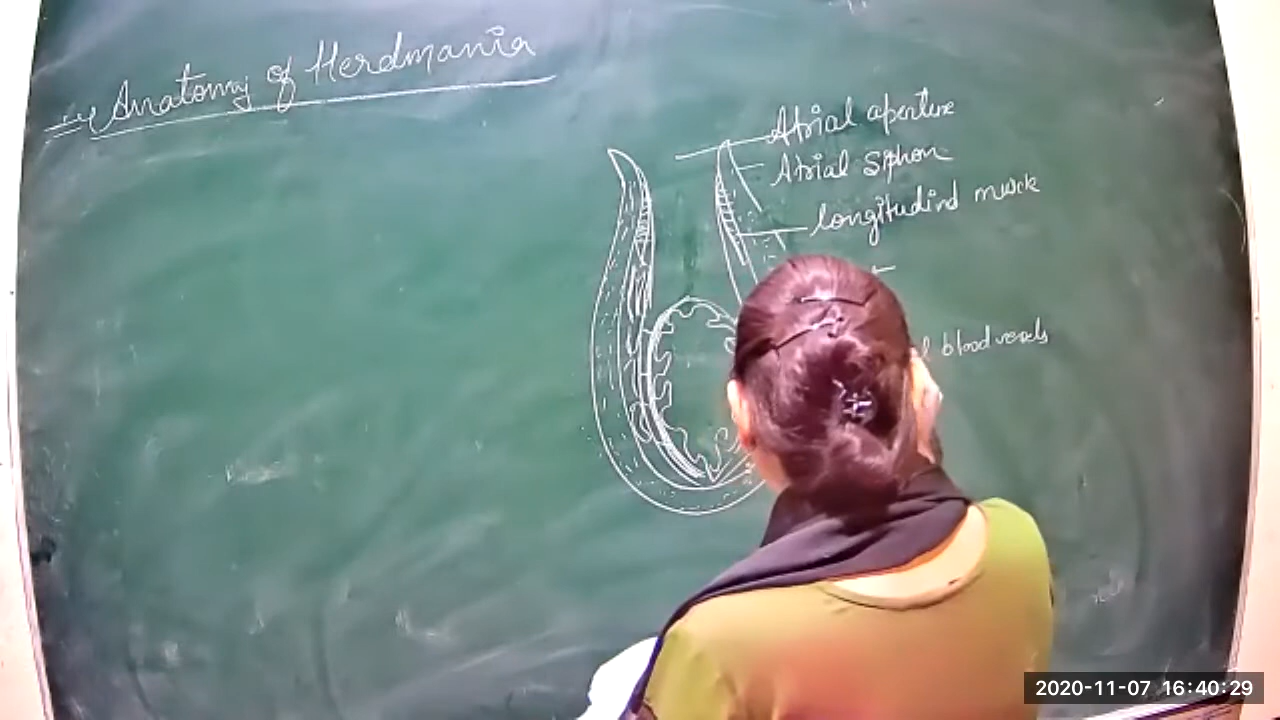 Anatomy of Herdmania
Atrial aperture
Atrial Siphon
longitudinal muscle
blood vessels
2020-11-07 16:40:29